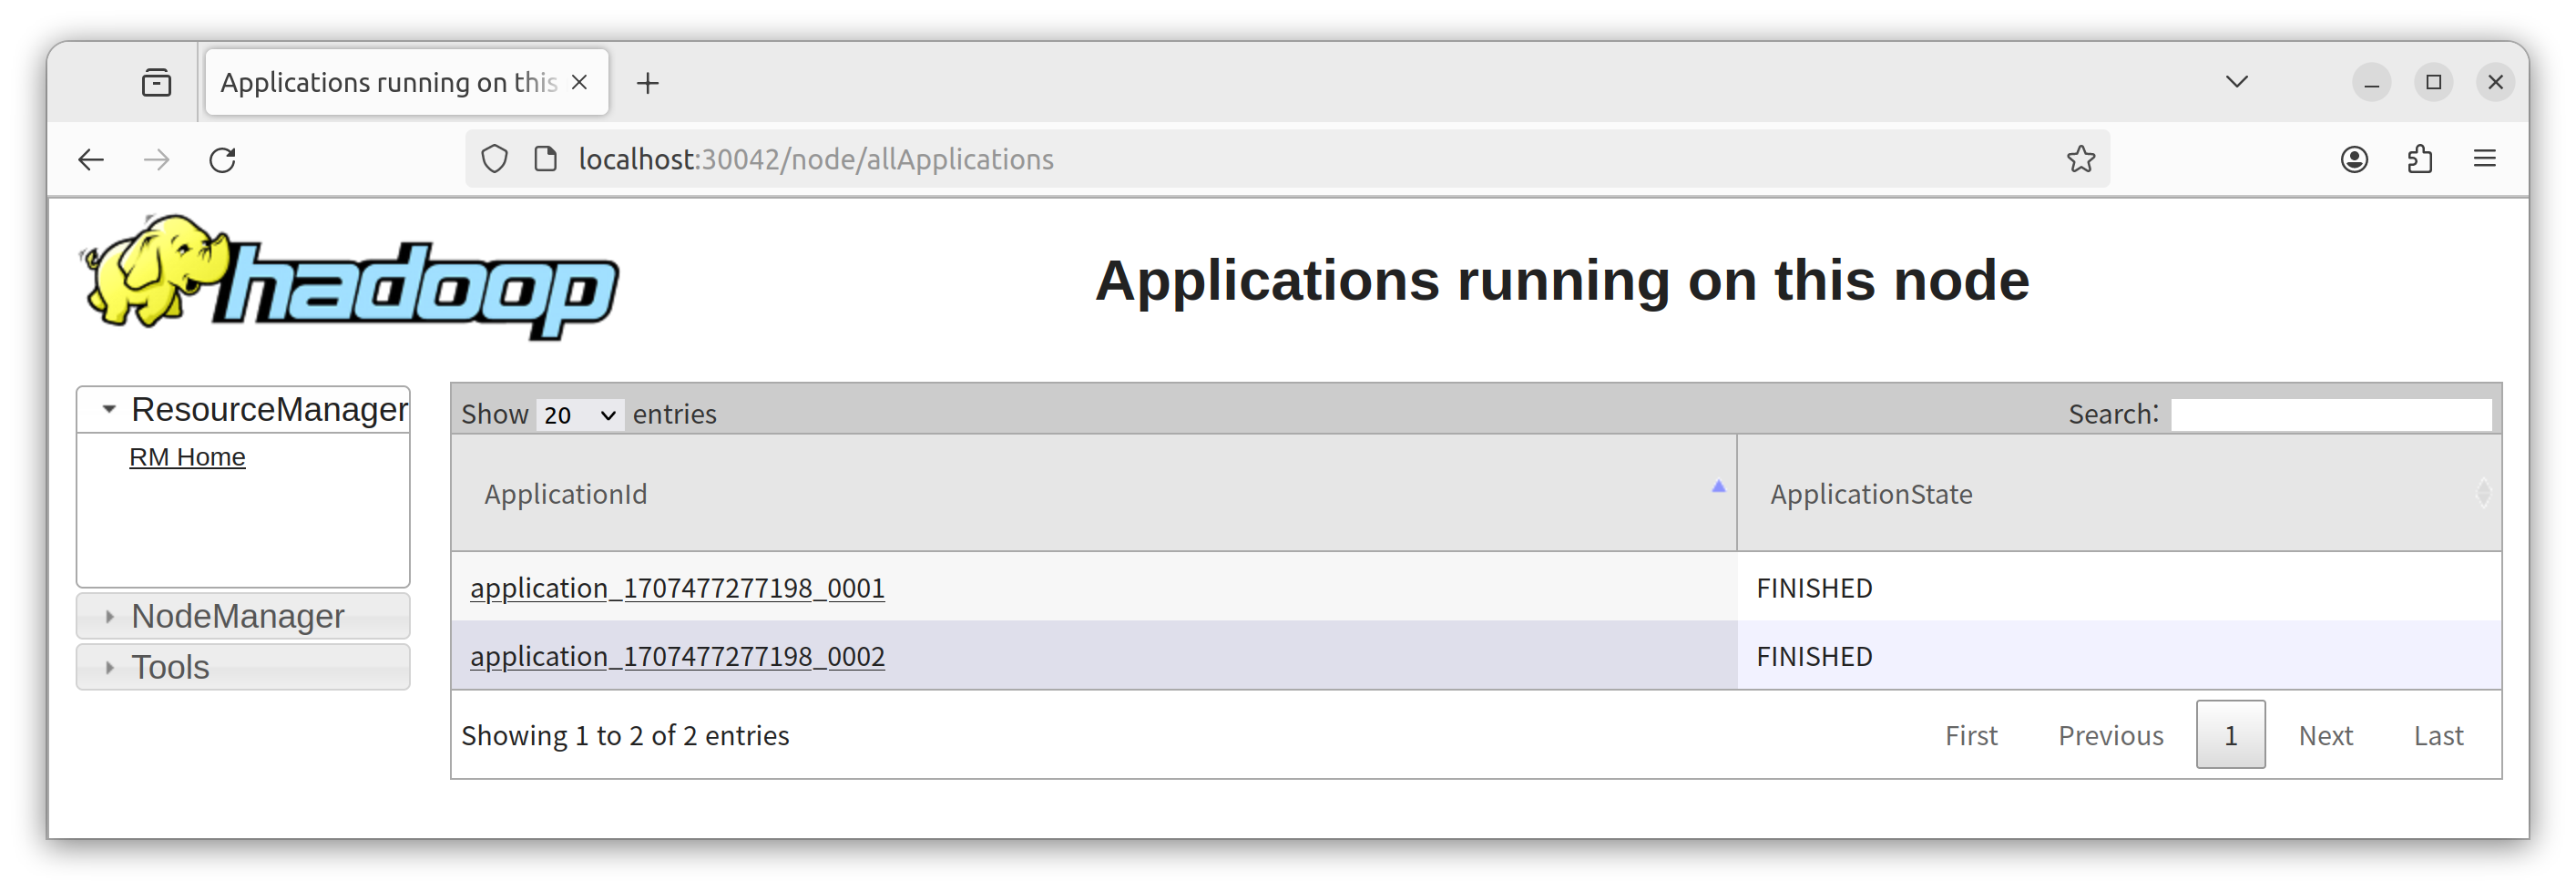 Applications running on this
localhost:30042/node/allApplications
hadoop
Applications running on this node
ResourceManager
RM Home
NodeManager
Tools
Show 20 entries
Search:
ApplicationId ApplicationState
application_1707477277198_0001 FINISHED
application_1707477277198_0002 FINISHED
Showing 1 to 2 of 2 entries
First Previous 1 Next Last